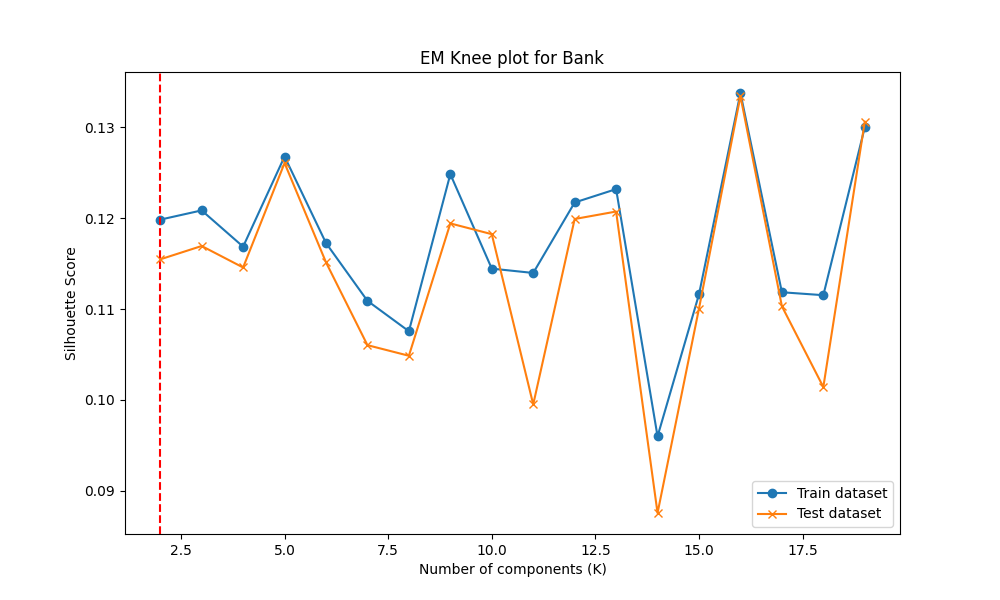 EM Knee plot for Bank
Silhouette Score
0.13
0.12
0.11
0.10
0.09
2.5 5.0 7.5 10.0 12.5 15.0 17.5
Number of components (K)
Train dataset
Test dataset